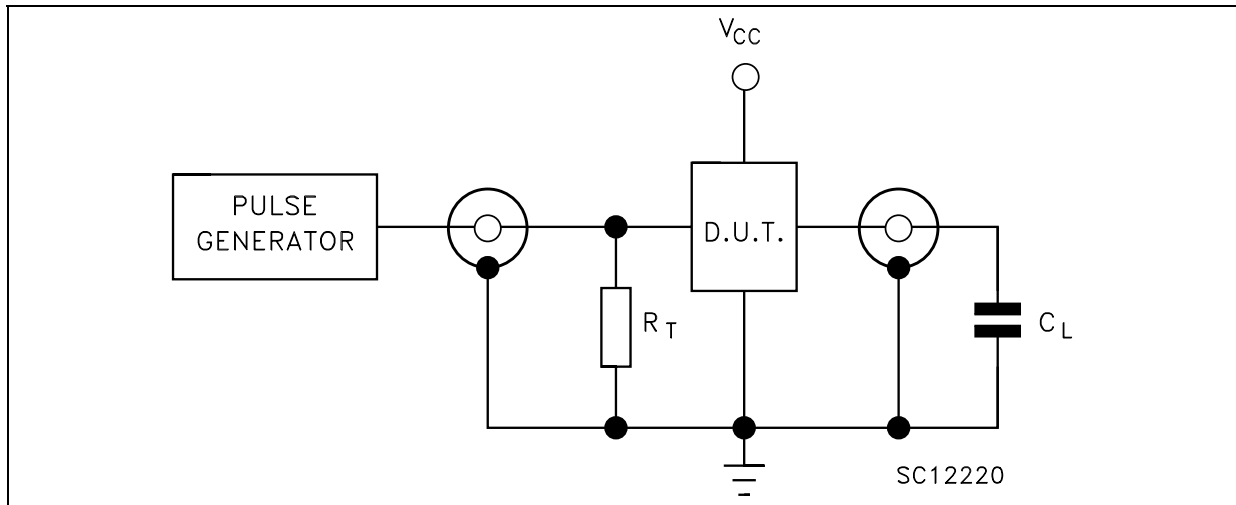 VCC
PULSE
GENERATOR
D.U.T.
RT
CL
SC12220